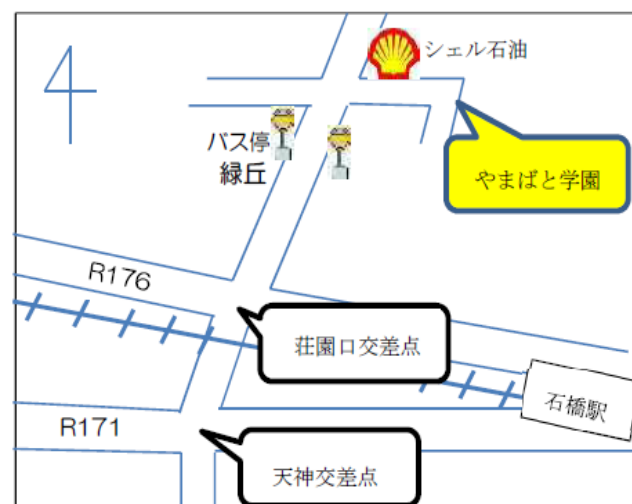 シェル石油
バス停
緑丘
やまばと学園
R176
荘園口交差点
石橋駅
R171
天神交差点